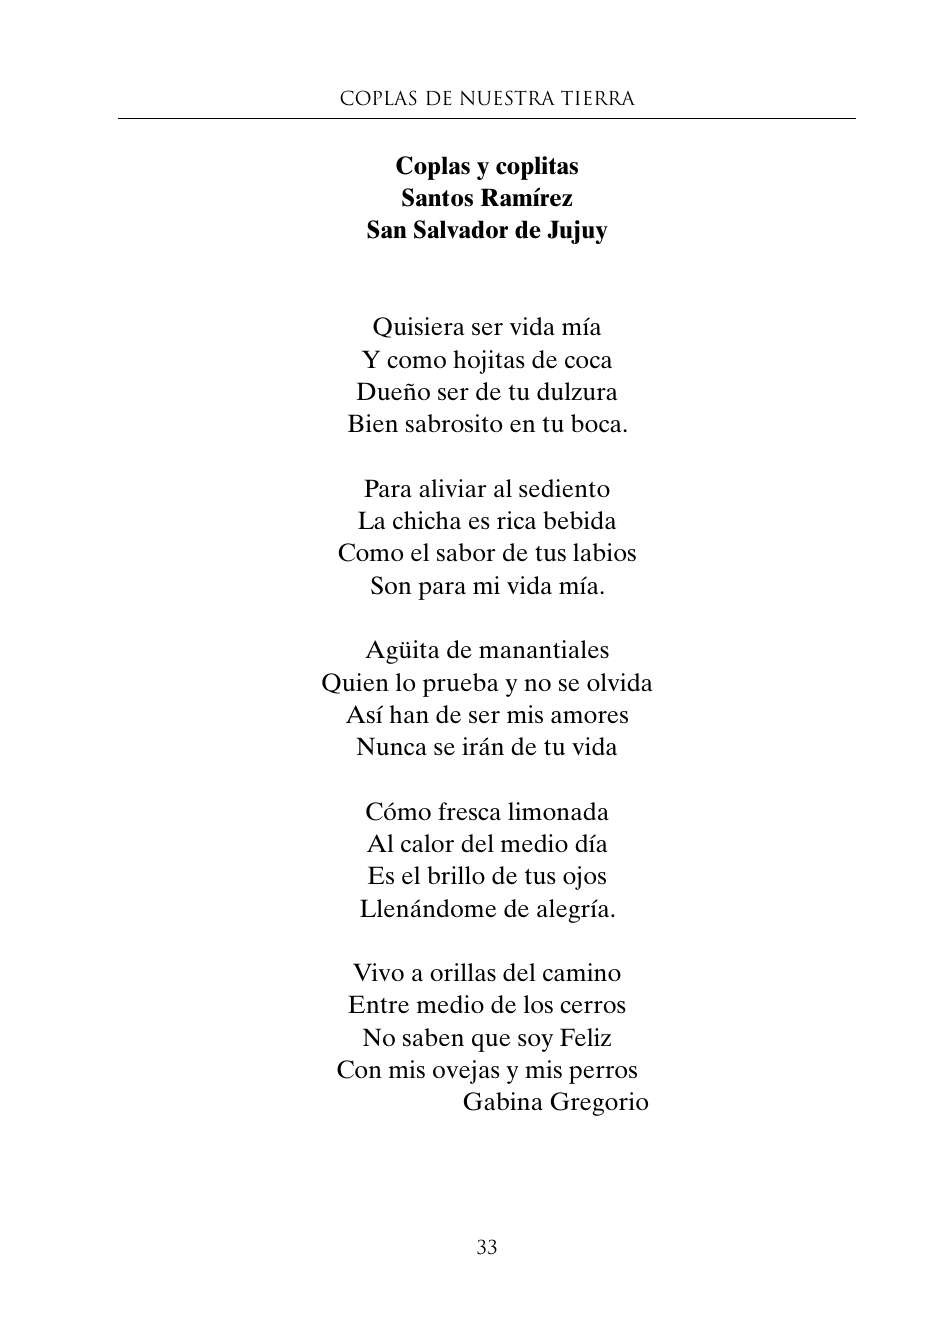 COPLAS DE NUESTRA TIERRA
Coplas y coplitas
Santos Ramírez
San Salvador de Jujuy
Quisiera ser vida mía
Y como hojitas de coca
Dueño ser de tu dulzura
Bien sabrosito en tu boca.
Para aliviar al sediento
La chicha es rica bebida
Como el sabor de tus labios
Son para mi vida mía.
Agüita de manantiales
Quien lo prueba y no se olvida
Así han de ser mis amores
Nunca se irán de tu vida
Cómo fresca limonada
Al calor del medio día
Es el brillo de tus ojos
Llenándome de alegría.
Vivo a orillas del camino
Entre medio de los cerros
No saben que soy Feliz
Con mis ovejas y mis perros
Gabina Gregorio
33